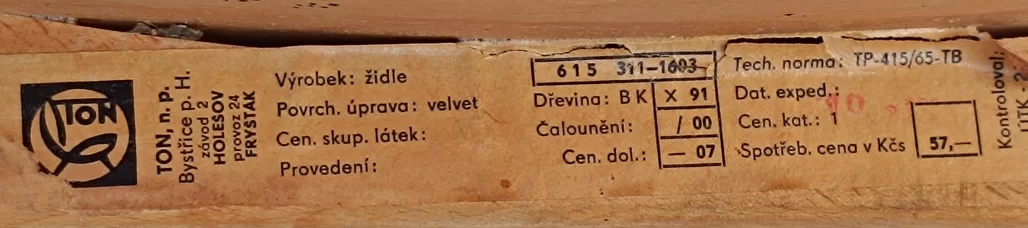 TON
TON, n. p.
Bystřice p. H.
závod 2
HOLEŠOV
provoz 24
FRYŠTÁK
Výrobek: židle
Povrch. úprava: velvet
Cen. skup. látek:
Provedení:
615 311-1603
Dřevina: BK X 91
Čalounění: / 00
Cen. dol.: — 07
Tech. norma: TP-415/65-TB
Dat. exped.:
Cen. kat.: 1
Spotřeb. cena v Kčs 57,—
Kontroloval:
ÚTK - 2